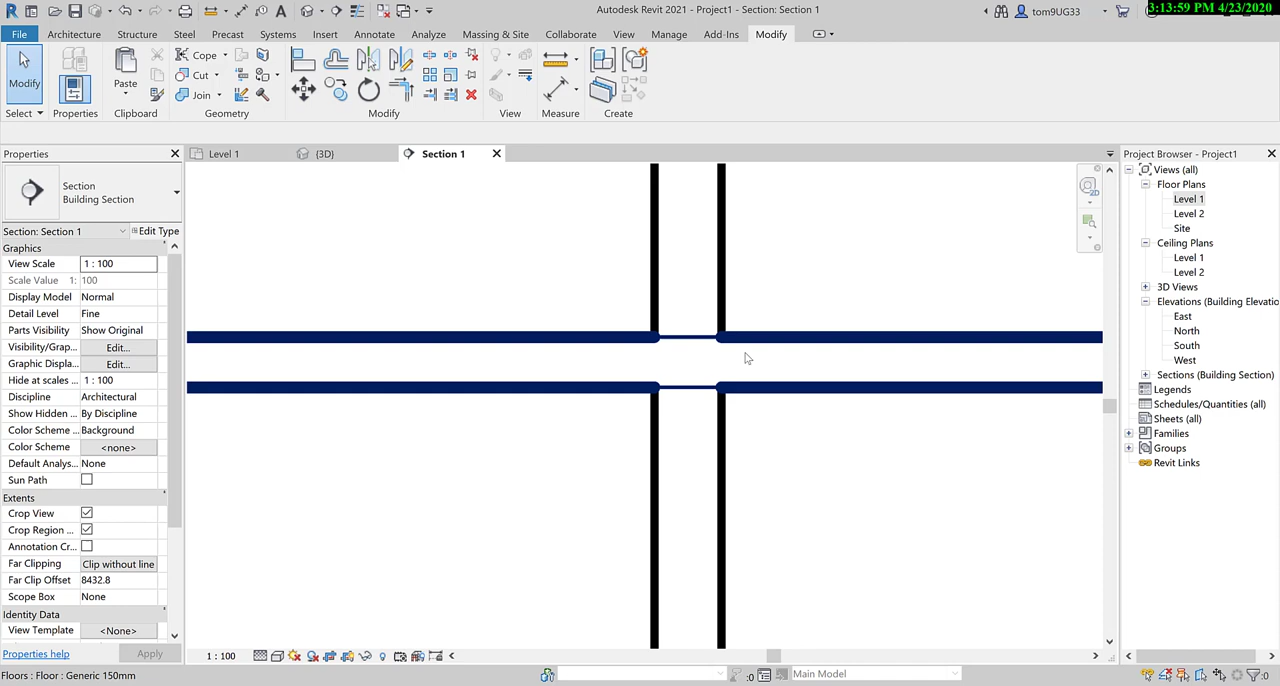 Autodesk Revit 2021 - Project1 - Section: Section 1
tom9UG33
3:13:59 PM 4/23/2020
File Architecture Structure Steel Precast Systems Insert Annotate Analyze Massing & Site Collaborate View Manage Add-Ins Modify
Modify
Paste
Cope
Cut
Join
Select Properties Clipboard Geometry Modify View Measure Create
Properties
Level 1
{3D}
Section 1
Project Browser - Project1
Section
Building Section
Section: Section 1
Edit Type
Graphics
View Scale 1 : 100
Scale Value 1: 100
Display Model Normal
Detail Level Fine
Parts Visibility Show Original
Visibility/Grap... Edit...
Graphic Displa... Edit...
Hide at scales ... 1 : 100
Discipline Architectural
Show Hidden ... By Discipline
Color Scheme ... Background
Color Scheme <none>
Default Analys... None
Sun Path
Extents
Crop View
Crop Region ...
Annotation Cr...
Far Clipping Clip without line
Far Clip Offset 8432.8
Scope Box None
Identity Data
View Template <None>
Properties help
Apply
Views (all)
Floor Plans
Level 1
Level 2
Site
Ceiling Plans
Level 1
Level 2
3D Views
Elevations (Building Elevatio
East
North
South
West
Sections (Building Section)
Legends
Schedules/Quantities (all)
Sheets (all)
Families
Groups
Revit Links
1 : 100
Floors : Floor : Generic 150mm
:0
Main Model
:0